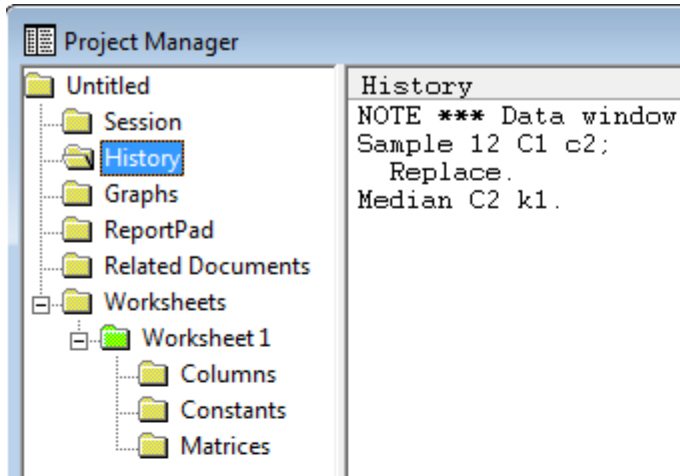 Project Manager
Untitled
Session
History
Graphs
ReportPad
Related Documents
Worksheets
Worksheet 1
Columns
Constants
Matrices
History
NOTE *** Data window
Sample 12 C1 c2;
Replace.
Median C2 k1.